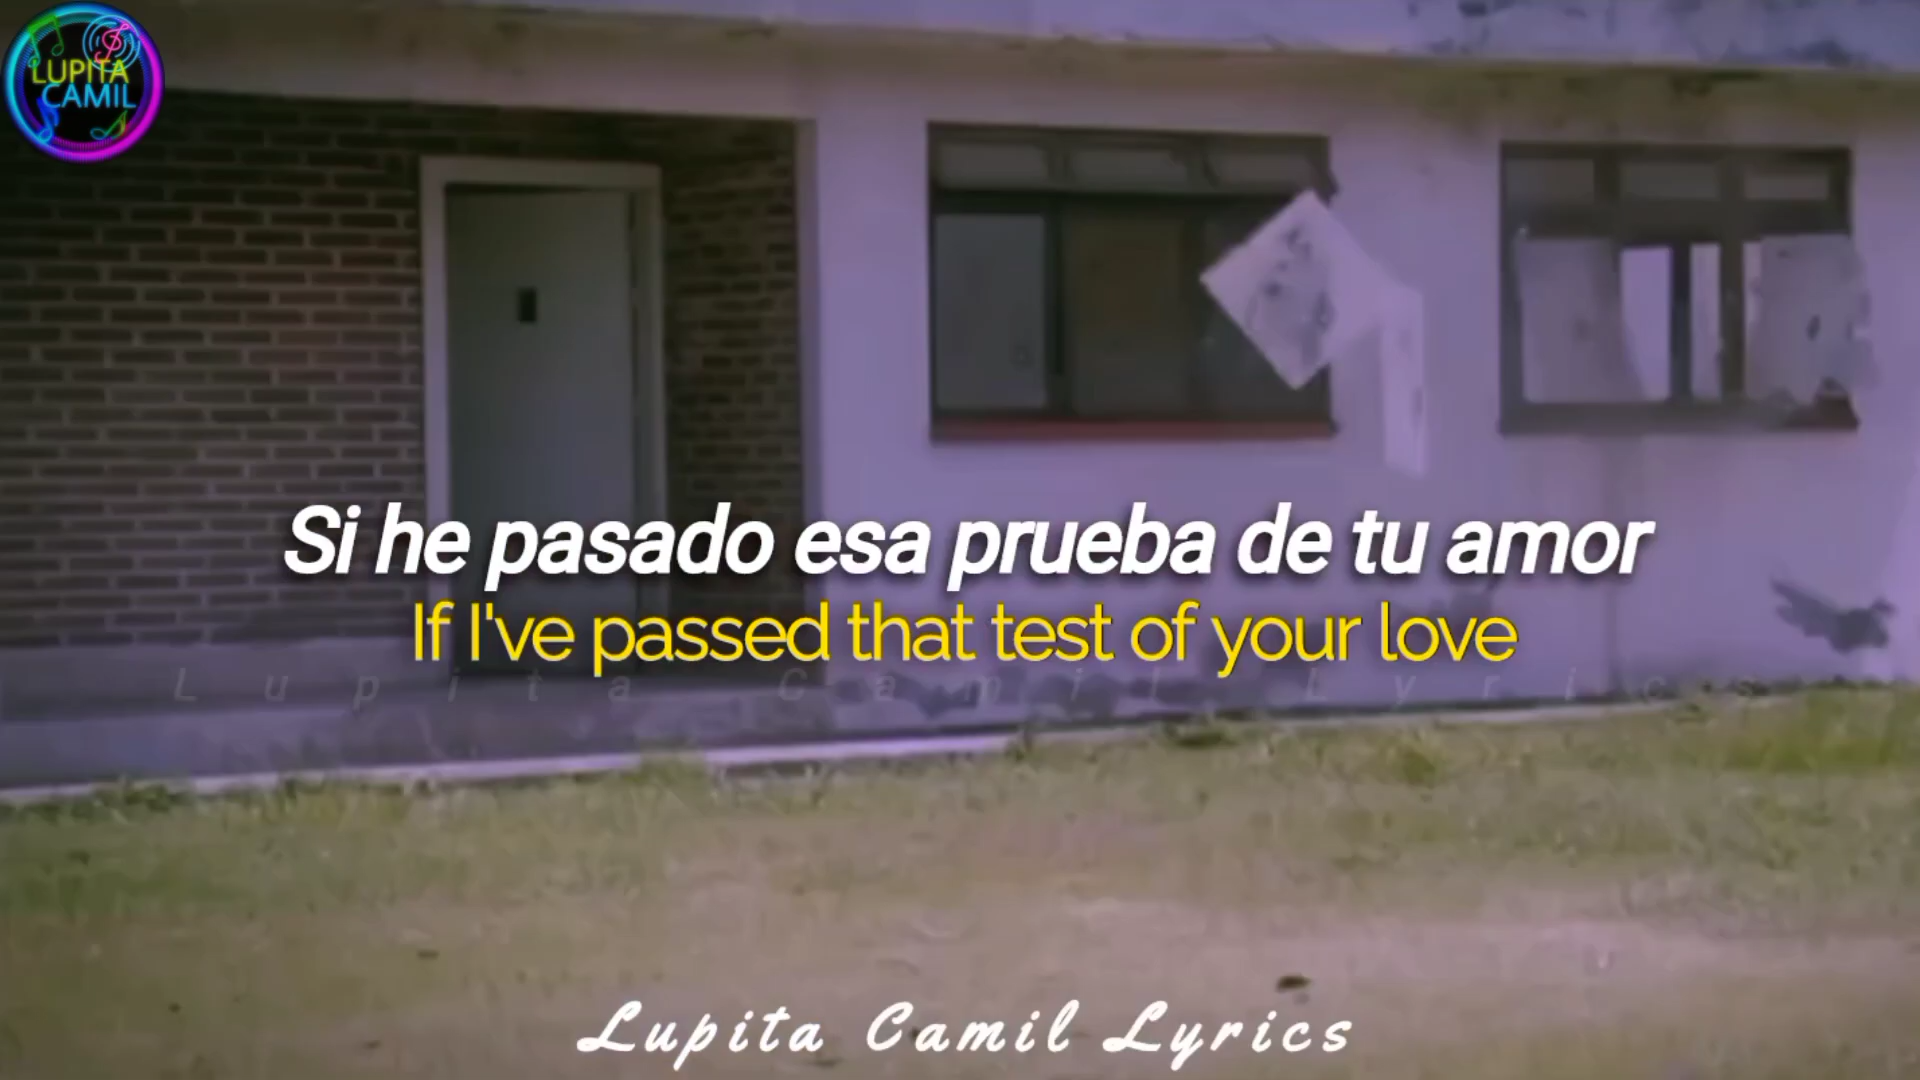 LUPITA
CAMIL
Si he pasado esa prueba de tu amor
If I've passed that test of your love
Lupita Camil Lyrics
Lupita Camil Lyrics